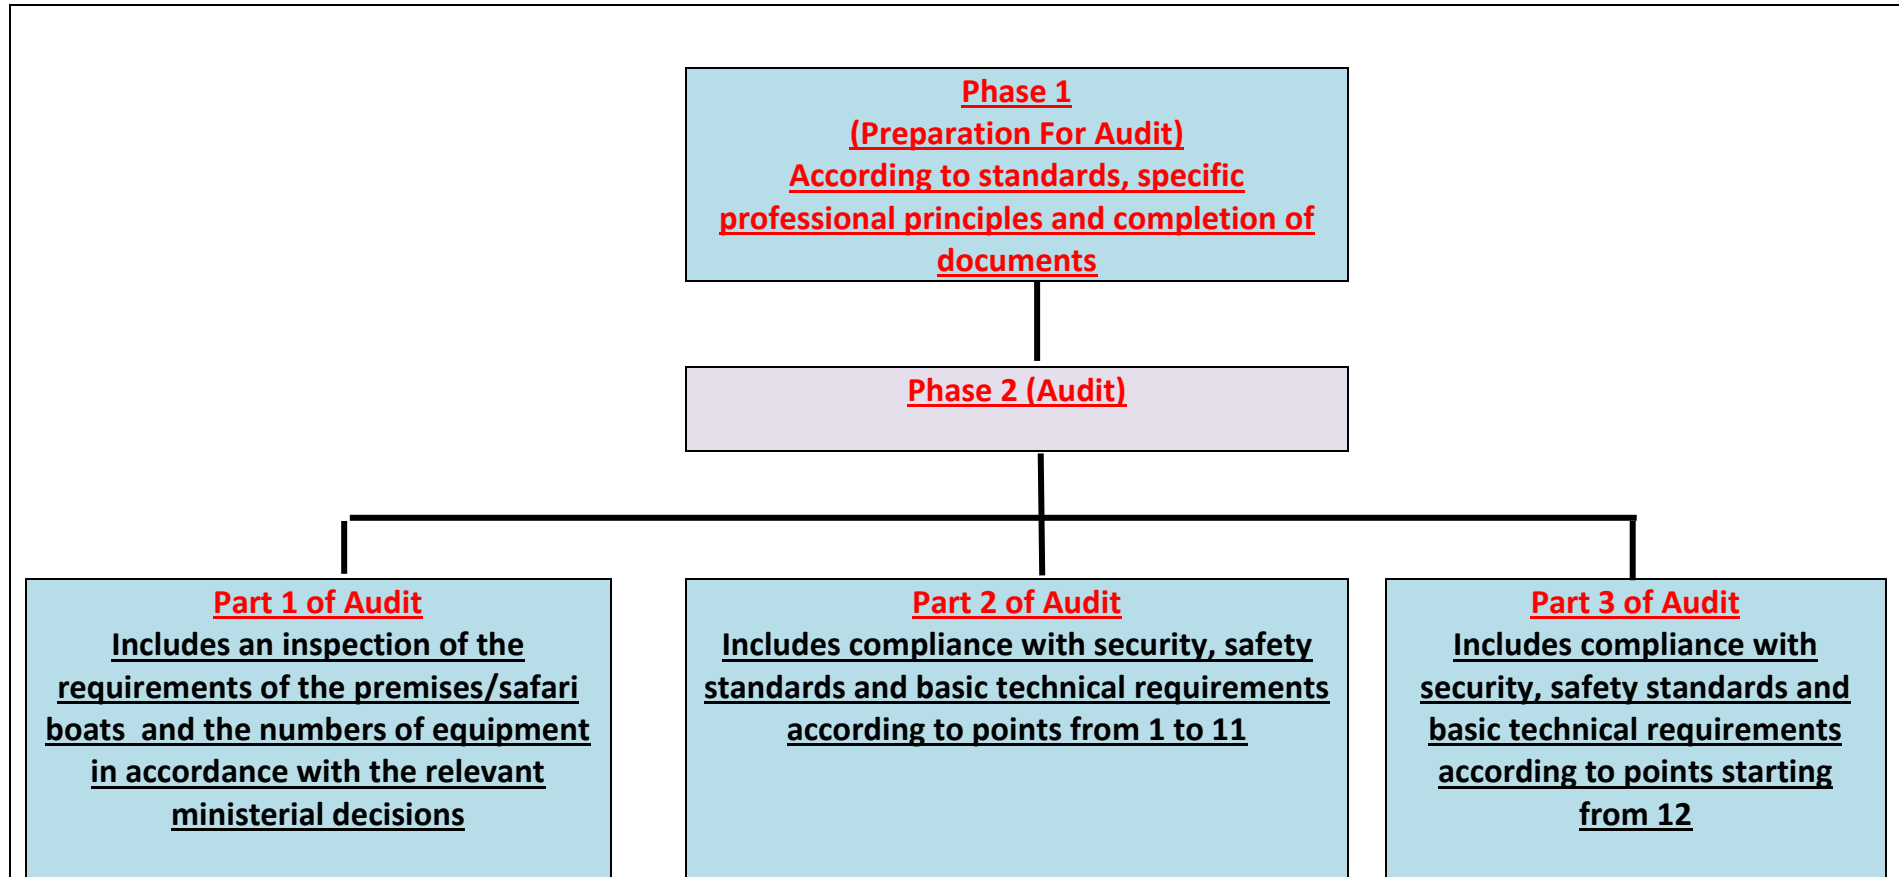 Phase 1
(Preparation For Audit)
According to standards, specific
professional principles and completion of
documents
Phase 2 (Audit)
Part 1 of Audit
Includes an inspection of the
requirements of the premises/safari
boats  and the numbers of equipment
in accordance with the relevant
ministerial decisions
Part 2 of Audit
Includes compliance with security, safety
standards and basic technical requirements
according to points from 1 to 11
Part 3 of Audit
Includes compliance with
security, safety standards and
basic technical requirements
according to points starting
from 12